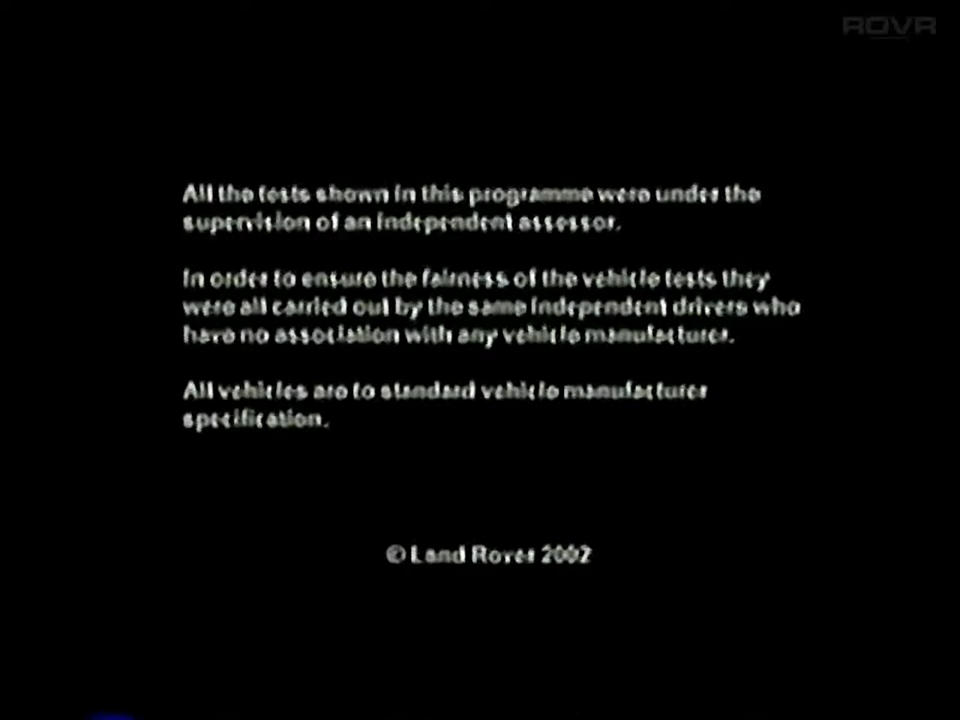 ROVR
All the tests shown in this programme were under the
supervision of an independent assessor.
In order to ensure the fairness of the vehicle tests they
were all carried out by the same independent drivers who
have no association with any vehicle manufacturer.
All vehicles are to standard vehicle manufacturer
specification.
© Land Rover 2002